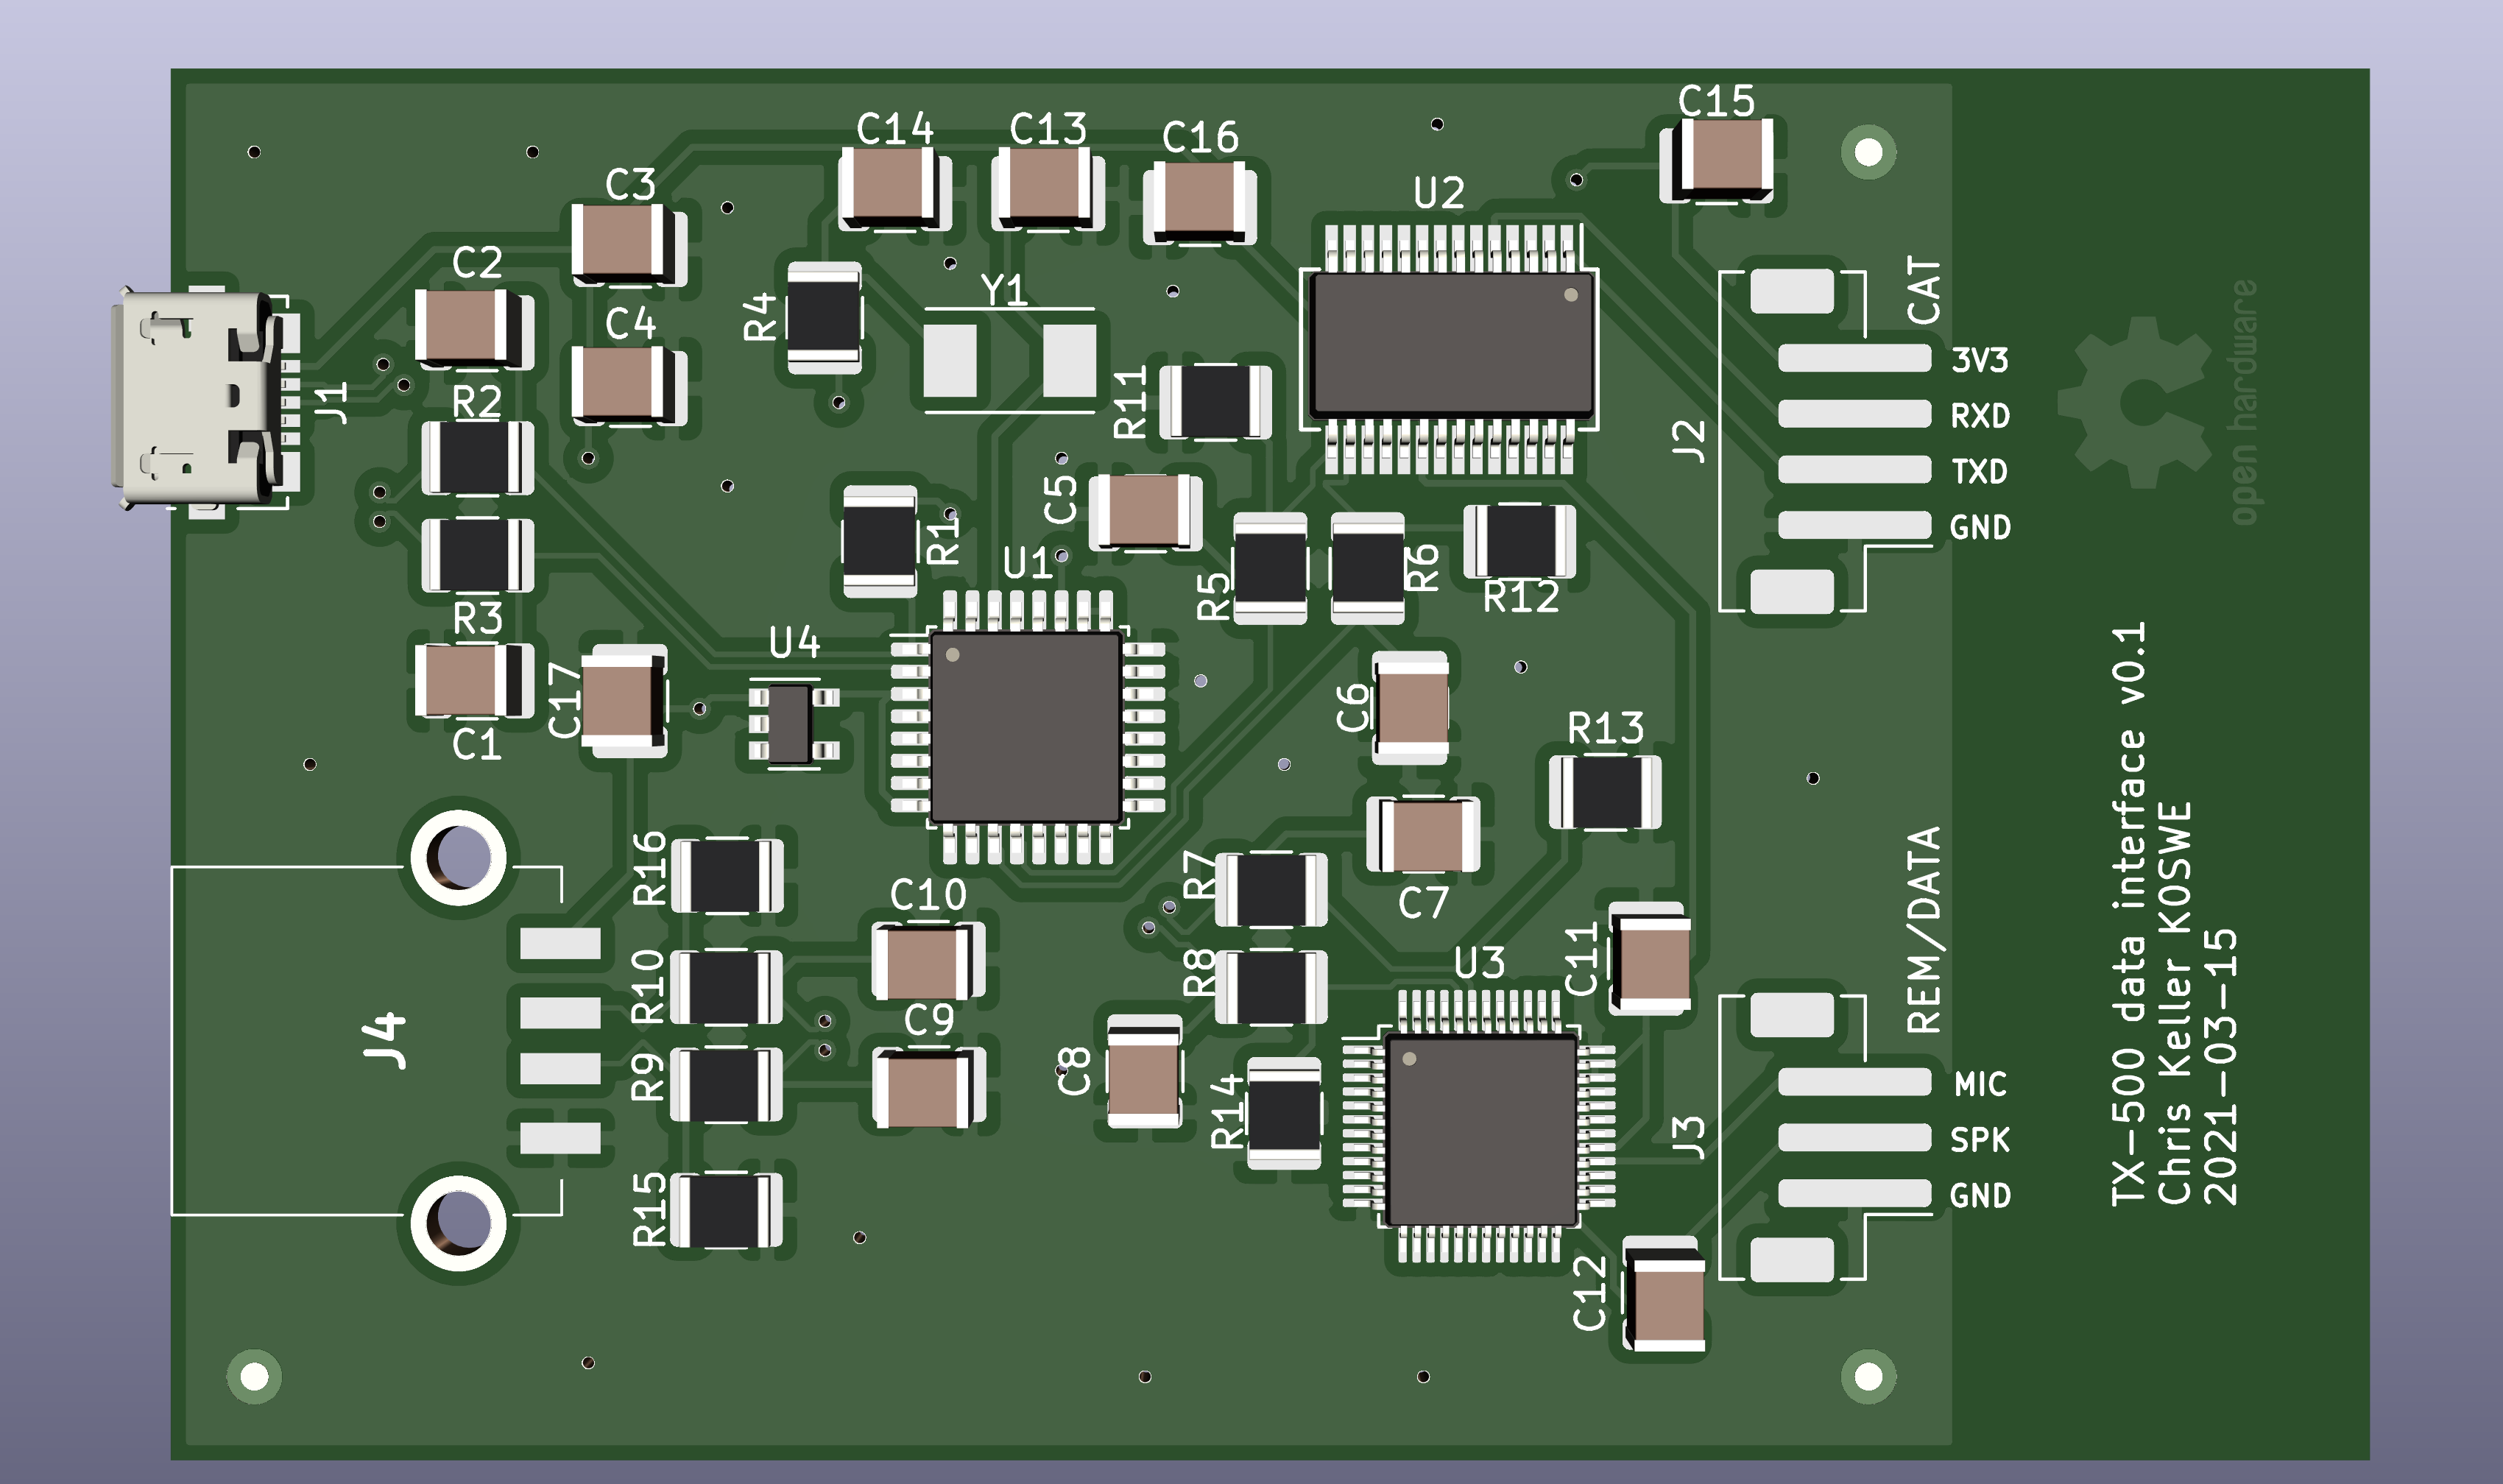 C15
C14
C13
C16
C3
U2
C2
CAT
Y1
R4
C4
3V3
open hardware
J1
R2
R11
RXD
J2
TXD
C5
GND
R1
U1
R5
R6
R12
R3
U4
C17
C6
C1
R13
TX-500 data interface v0.1
Chris Keller K0SWE
2021-03-15
R16
R7
C10
C7
REM/DATA
R10
R8
U3
C11
C9
J4
R9
C8
MIC
R14
J3
SPK
R15
GND
C12